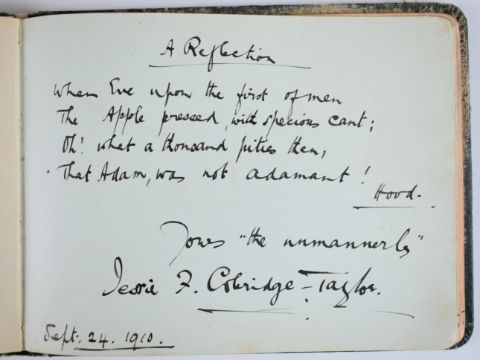 A Reflection
When Eve upon the first of men
The Apple pressed, with specious cant;
Oh! what a thousand pities then,
That Adam, was not adamant!
Hood.
Yours "the unmannerly"
Jessie F. Coleridge-Taylor.
Sept. 24. 1910.